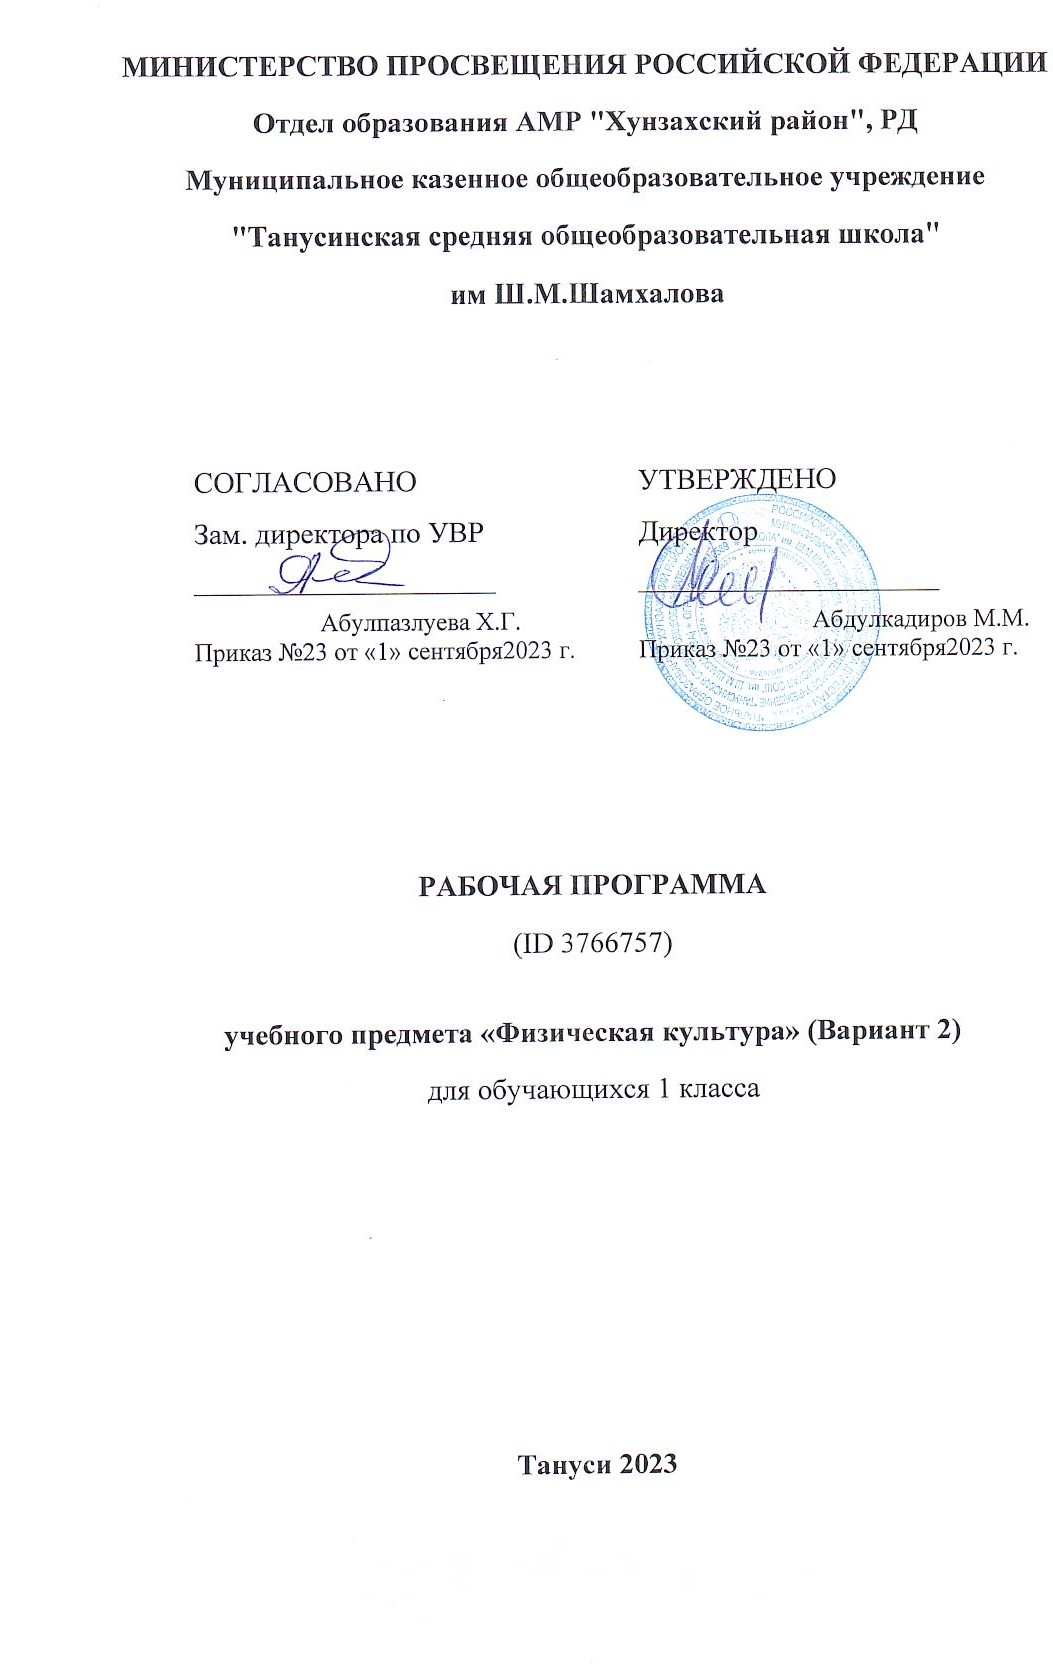 МИНИСТЕРСТВО ПРОСВЕЩЕНИЯ РОССИЙСКОЙ ФЕДЕРАЦИИ
Отдел образования АМР "Хунзахский район", РД
Муниципальное казенное общеобразовательное учреждение
"Танусинская средняя общеобразовательная школа"
им Ш.М.Шамхалова
СОГЛАСОВАНО
Зам. директора по УВР
Абулпазлуева Х.Г.
Приказ №23 от «1» сентября2023 г.
УТВЕРЖДЕНО
Директор
Абдулкадиров М.М.
Приказ №23 от «1» сентября2023 г.
РАБОЧАЯ ПРОГРАММА
(ID 3766757)
учебного предмета «Физическая культура» (Вариант 2)
для обучающихся 1 класса
Тануси 2023